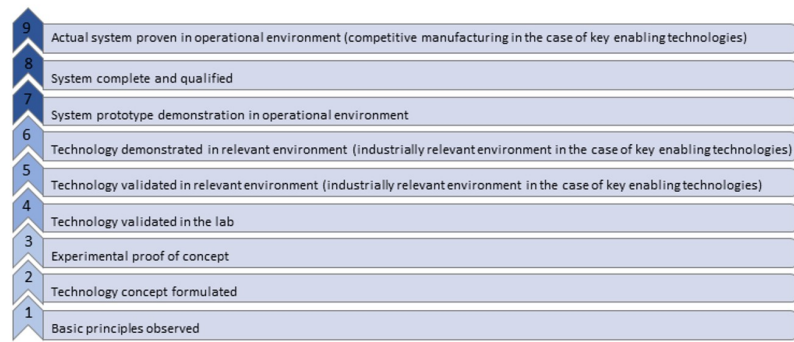 9 Actual system proven in operational environment (competitive manufacturing in the case of key enabling technologies)
8 System complete and qualified
7 System prototype demonstration in operational environment
6 Technology demonstrated in relevant environment (industrially relevant environment in the case of key enabling technologies)
5 Technology validated in relevant environment (industrially relevant environment in the case of key enabling technologies)
4 Technology validated in the lab
3 Experimental proof of concept
2 Technology concept formulated
1 Basic principles observed